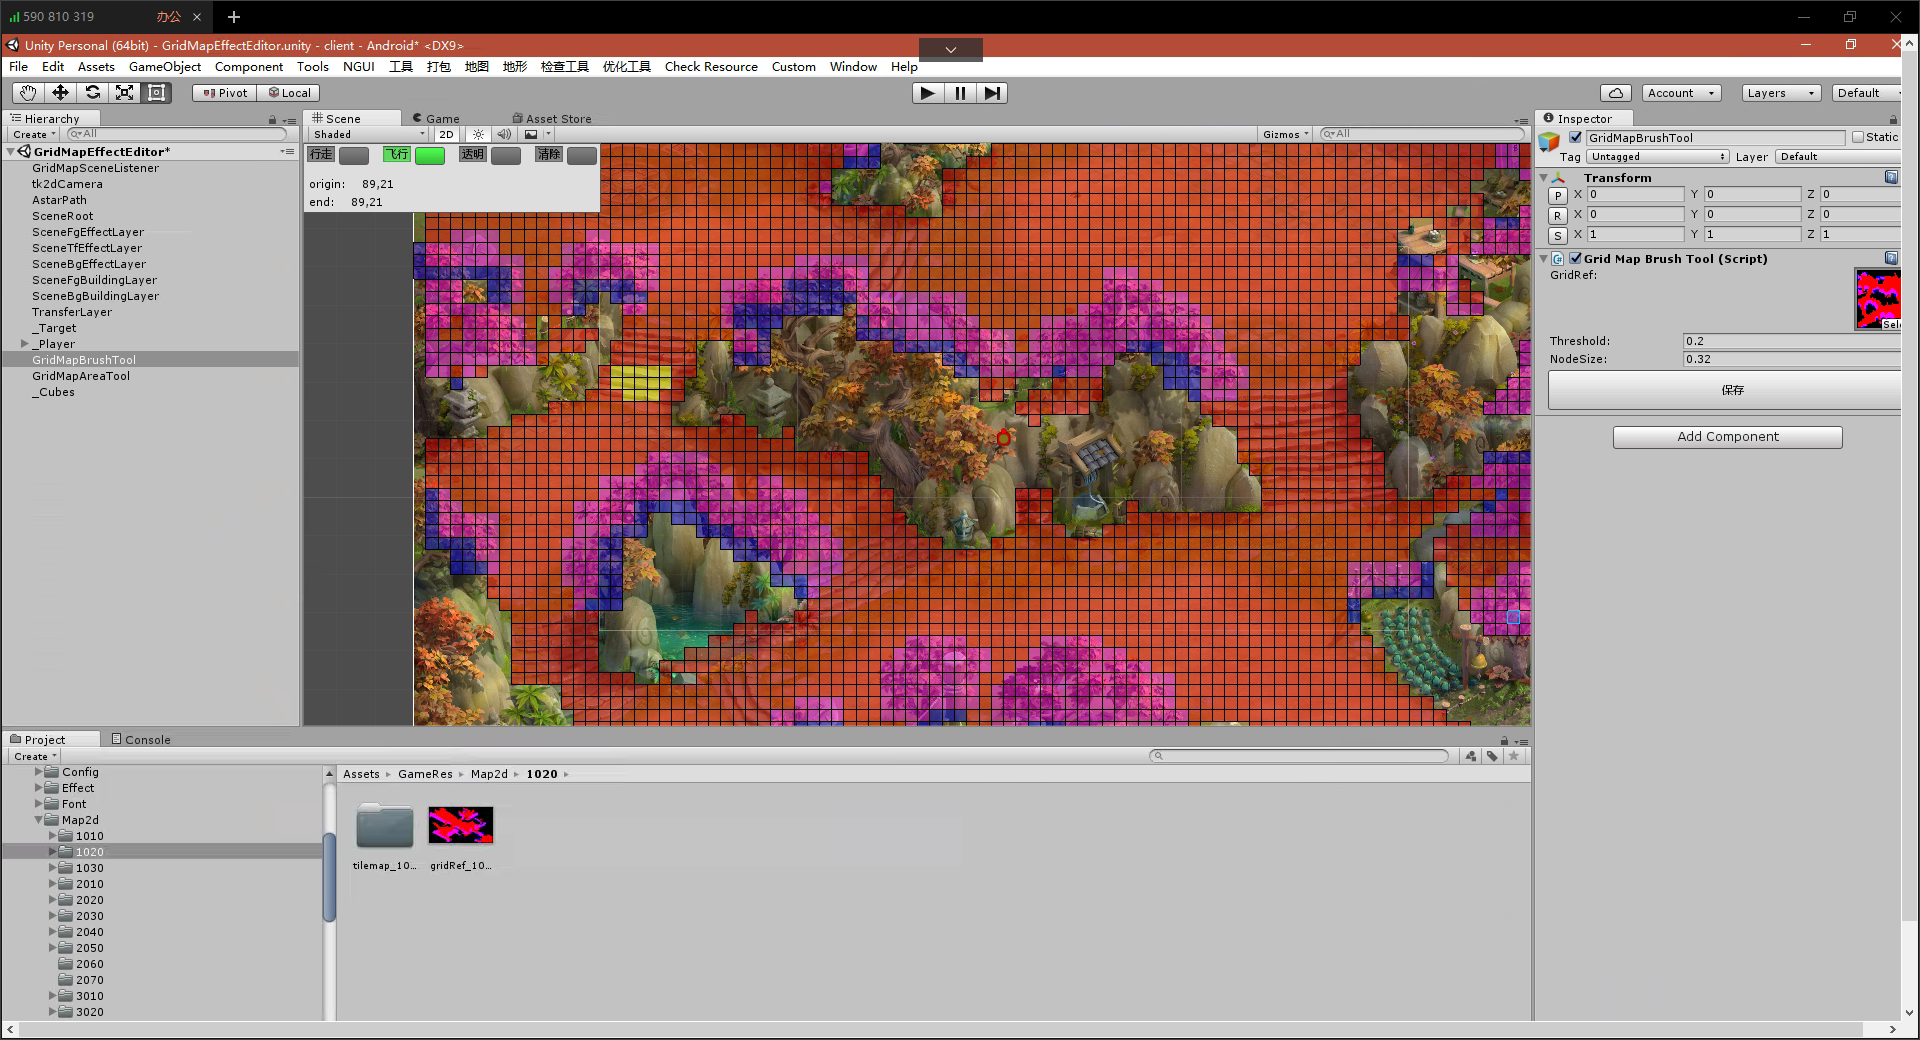 590 810 319 办公
Unity Personal (64bit) - GridMapEffectEditor.unity - client - Android* <DX9>
File Edit Assets GameObject Component Tools NGUI 工具 打包 地图 地形 检查工具 优化工具 Check Resource Custom Window Help
Pivot Local Account Layers Default
Hierarchy
Create All
GridMapEffectEditor*
GridMapSceneListener
tk2dCamera
AstarPath
SceneRoot
SceneFgEffectLayer
SceneTfEffectLayer
SceneBgEffectLayer
SceneFgBuildingLayer
SceneBgBuildingLayer
TransferLayer
_Target
_Player
GridMapBrushTool
GridMapAreaTool
_Cubes
Scene Game Asset Store
Shaded 2D Gizmos All
行走 飞行 透明 清除
origin: 89,21
end: 89,21
Inspector
GridMapBrushTool Static
Tag Untagged Layer Default
Transform
P X 0 Y 0 Z 0
R X 0 Y 0 Z 0
S X 1 Y 1 Z 1
Grid Map Brush Tool (Script)
GridRef:
Sele
Threshold: 0.2
NodeSize: 0.32
保存
Add Component
Project Console
Create
Config
Effect
Font
Map2d
1010
1020
1030
2010
2020
2030
2040
2050
2060
2070
3010
3020
Assets GameRes Map2d 1020
tilemap_10... gridRef_10...